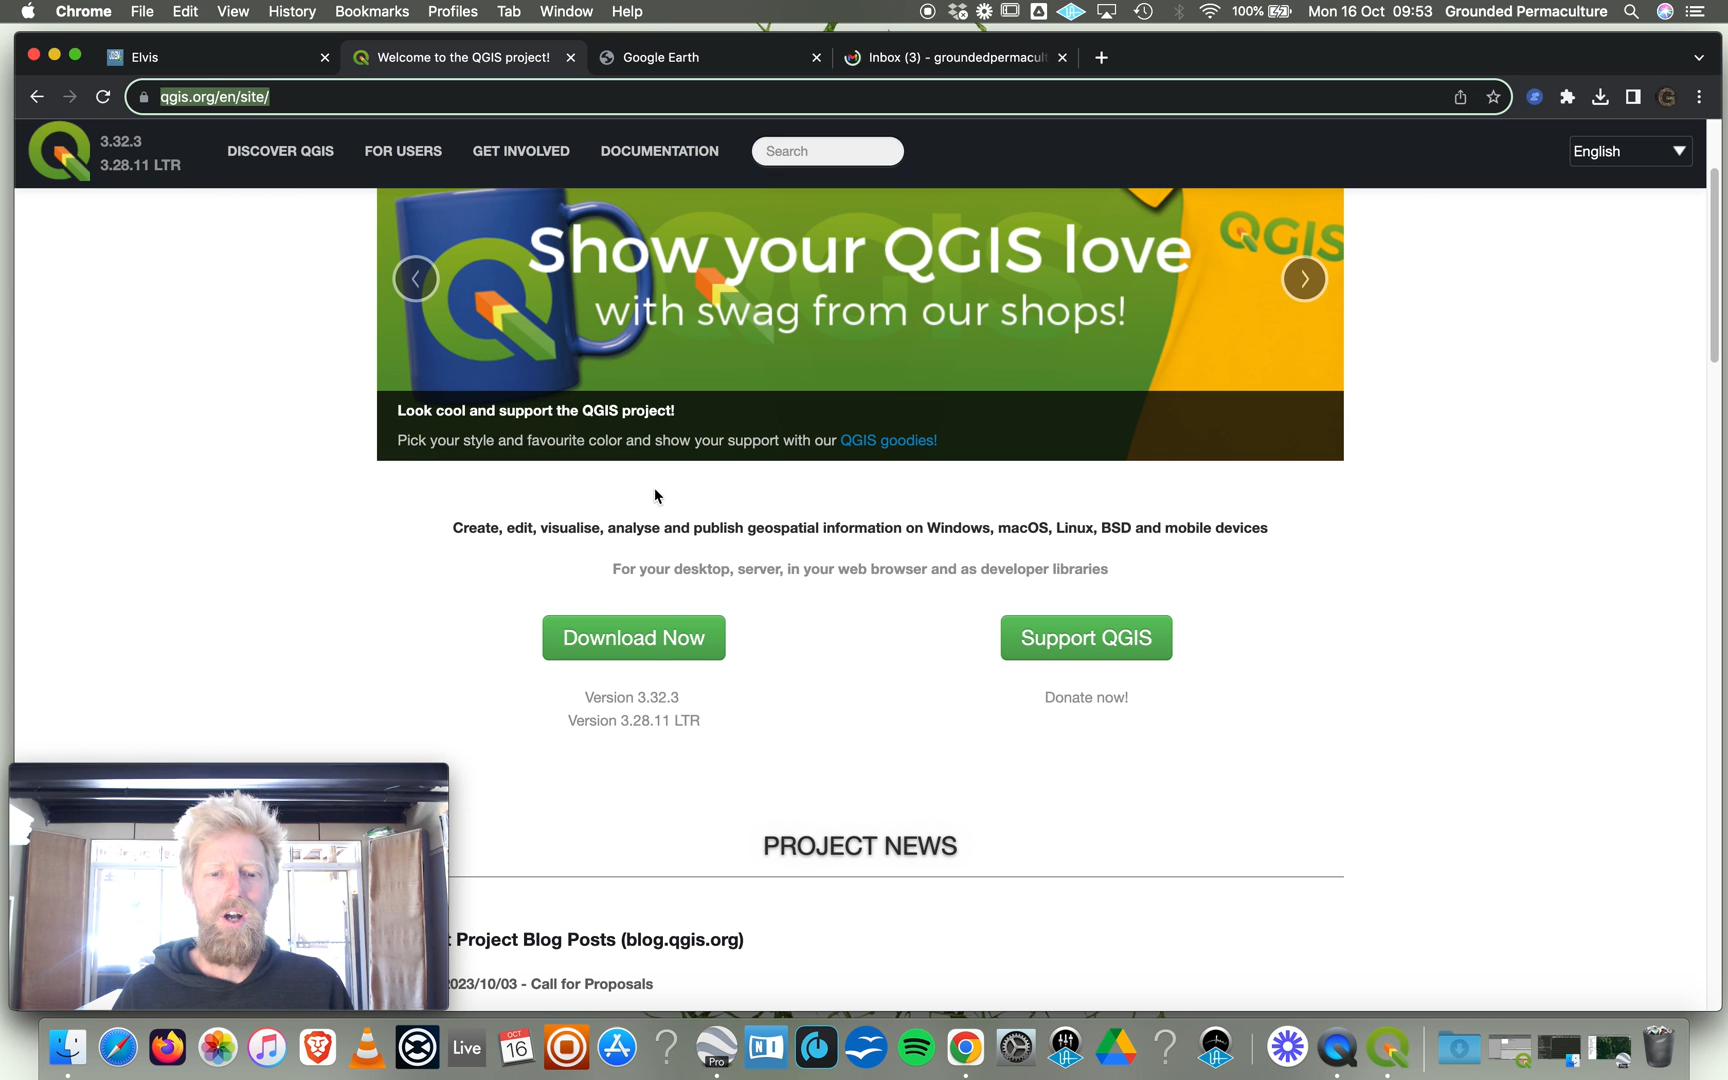 Chrome File Edit View History Bookmarks Profiles Tab Window Help 100% Mon 16 Oct 09:53 Grounded Permaculture
Elvis Welcome to the QGIS project! Google Earth Inbox (3) - groundedpermacult
qgis.org/en/site/
3.32.3
3.28.11 LTR
DISCOVER QGIS FOR USERS GET INVOLVED DOCUMENTATION Search English
Show your QGIS love
QGIS
with swag from our shops!
Look cool and support the QGIS project!
Pick your style and favourite color and show your support with our QGIS goodies!
Create, edit, visualise, analyse and publish geospatial information on Windows, macOS, Linux, BSD and mobile devices
For your desktop, server, in your web browser and as developer libraries
Download Now Support QGIS
Version 3.32.3 Donate now!
Version 3.28.11 LTR
PROJECT NEWS
t Project Blog Posts (blog.qgis.org)
2023/10/03 - Call for Proposals
Live OCT 16 Pro